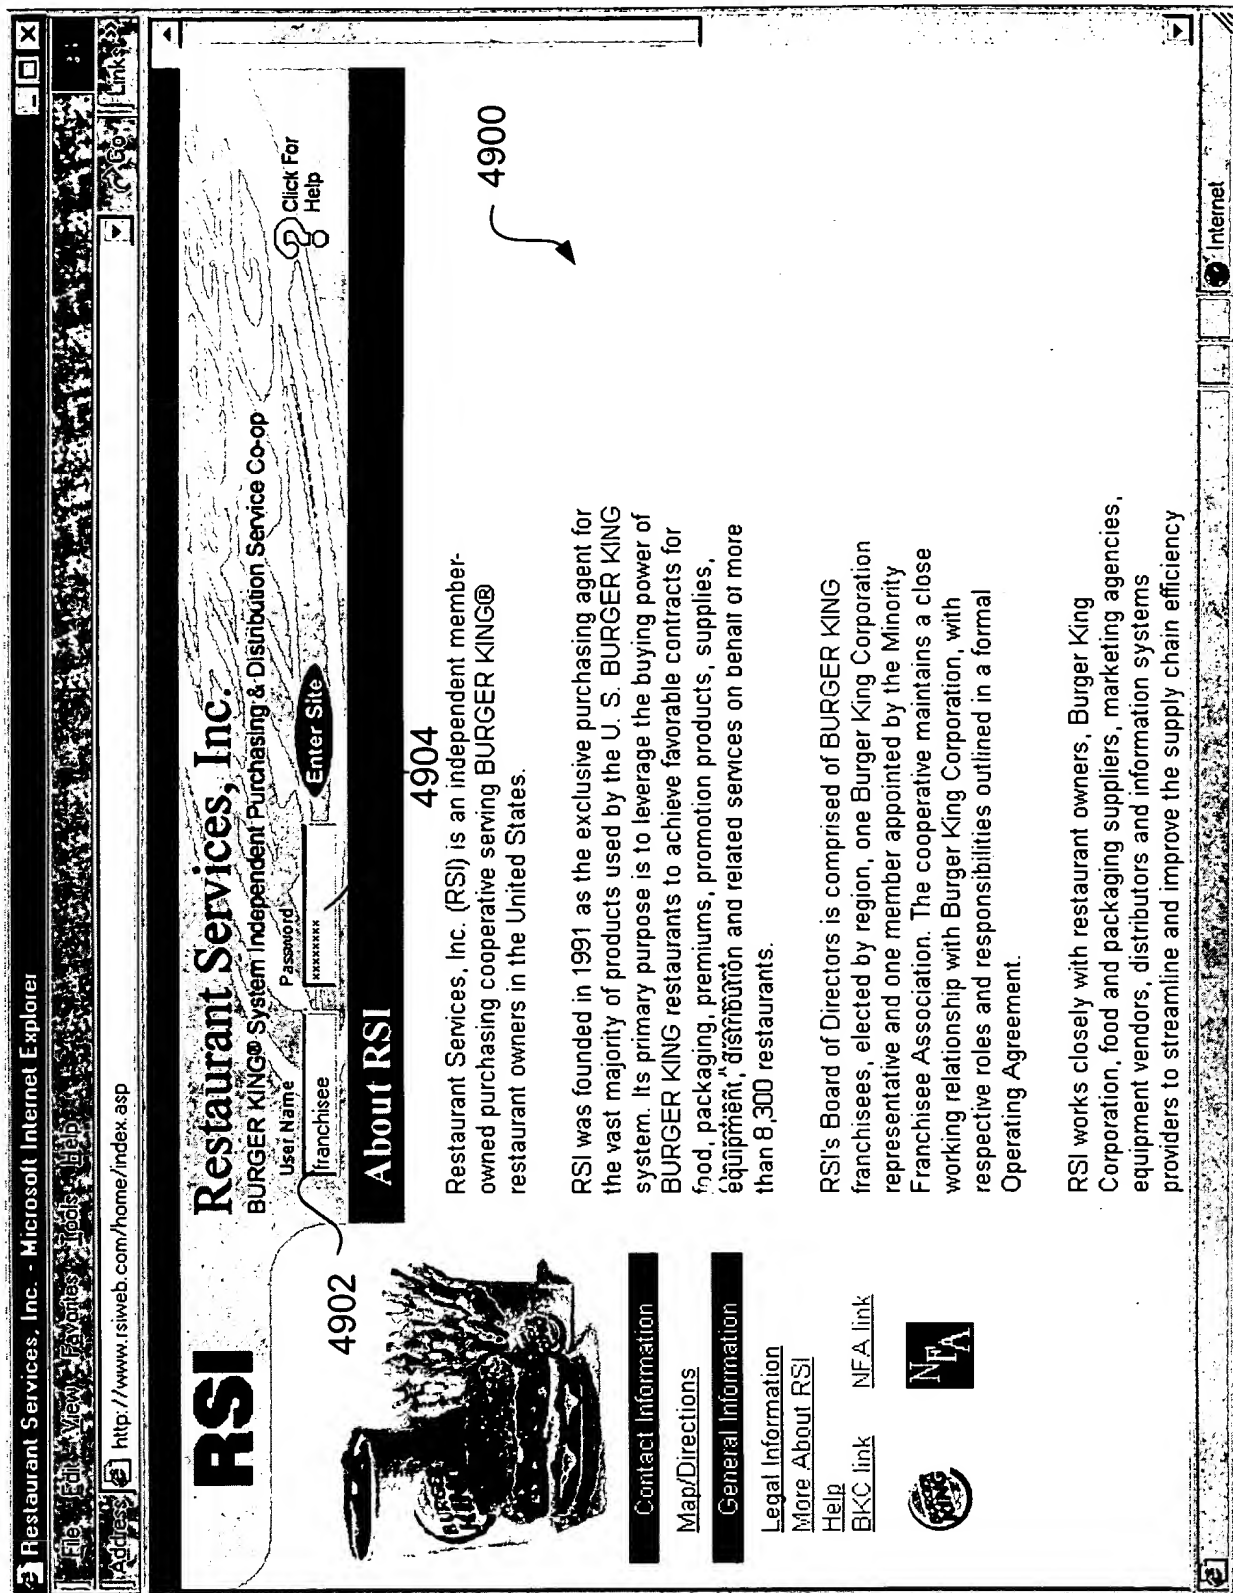 Restaurant Services, Inc. - Microsoft Internet Explorer
File Edit View Favorites Tools Help
Address http://www.rsiweb.com/home/index.asp Go Links »
RSI
Restaurant Services, Inc.
BURGER KING® System Independent Purchasing & Distribution Service Co-op
User Name Password
franchisee xxxxxxxx Enter Site
Click For
Help
About RSI
4902
4904
4900
BURGER
KING
Contact Information
Map/Directions
General Information
Legal Information
More About RSI
Help
BKC link NFA link
BURGER
KING
NFA
Restaurant Services, Inc. (RSI) is an independent member-
owned purchasing cooperative serving BURGER KING®
restaurant owners in the United States.
RSI was founded in 1991 as the exclusive purchasing agent for
the vast majority of products used by the U. S. BURGER KING
system. Its primary purpose is to leverage the buying power of
BURGER KING restaurants to achieve favorable contracts for
food, packaging, premiums, promotion products, supplies,
equipment, distribution and related services on behalf of more
than 8,300 restaurants.
RSI's Board of Directors is comprised of BURGER KING
franchisees, elected by region, one Burger King Corporation
representative and one member appointed by the Minority
Franchisee Association. The cooperative maintains a close
working relationship with Burger King Corporation, with
respective roles and responsibilities outlined in a formal
Operating Agreement.
RSI works closely with restaurant owners, Burger King
Corporation, food and packaging suppliers, marketing agencies,
equipment vendors, distributors and information systems
providers to streamline and improve the supply chain efficiency
Internet